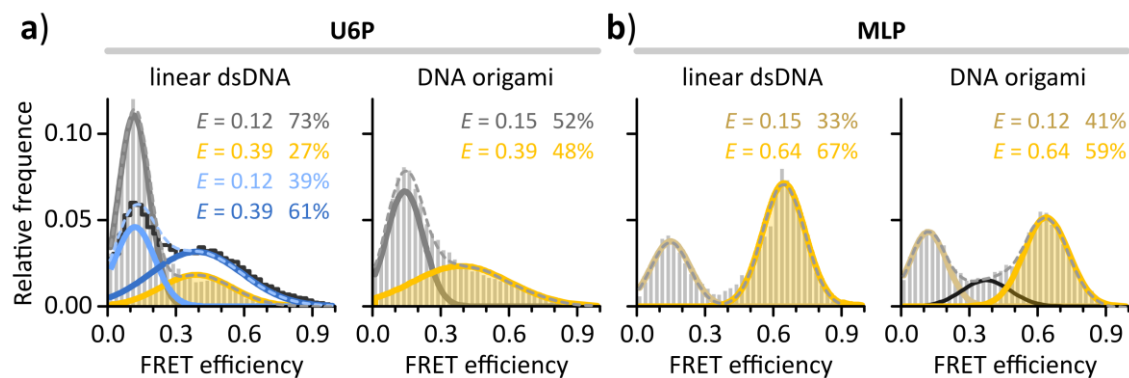 a) U6P
b) MLP
linear dsDNA
DNA origami
linear dsDNA
DNA origami
Relative frequence
0.10
0.05
0.00
E = 0.12 73%
E = 0.39 27%
E = 0.12 39%
E = 0.39 61%
E = 0.15 52%
E = 0.39 48%
E = 0.15 33%
E = 0.64 67%
E = 0.12 41%
E = 0.64 59%
0.0 0.3 0.6 0.9
0.0 0.3 0.6 0.9
0.0 0.3 0.6 0.9
0.0 0.3 0.6 0.9
FRET efficiency
FRET efficiency
FRET efficiency
FRET efficiency